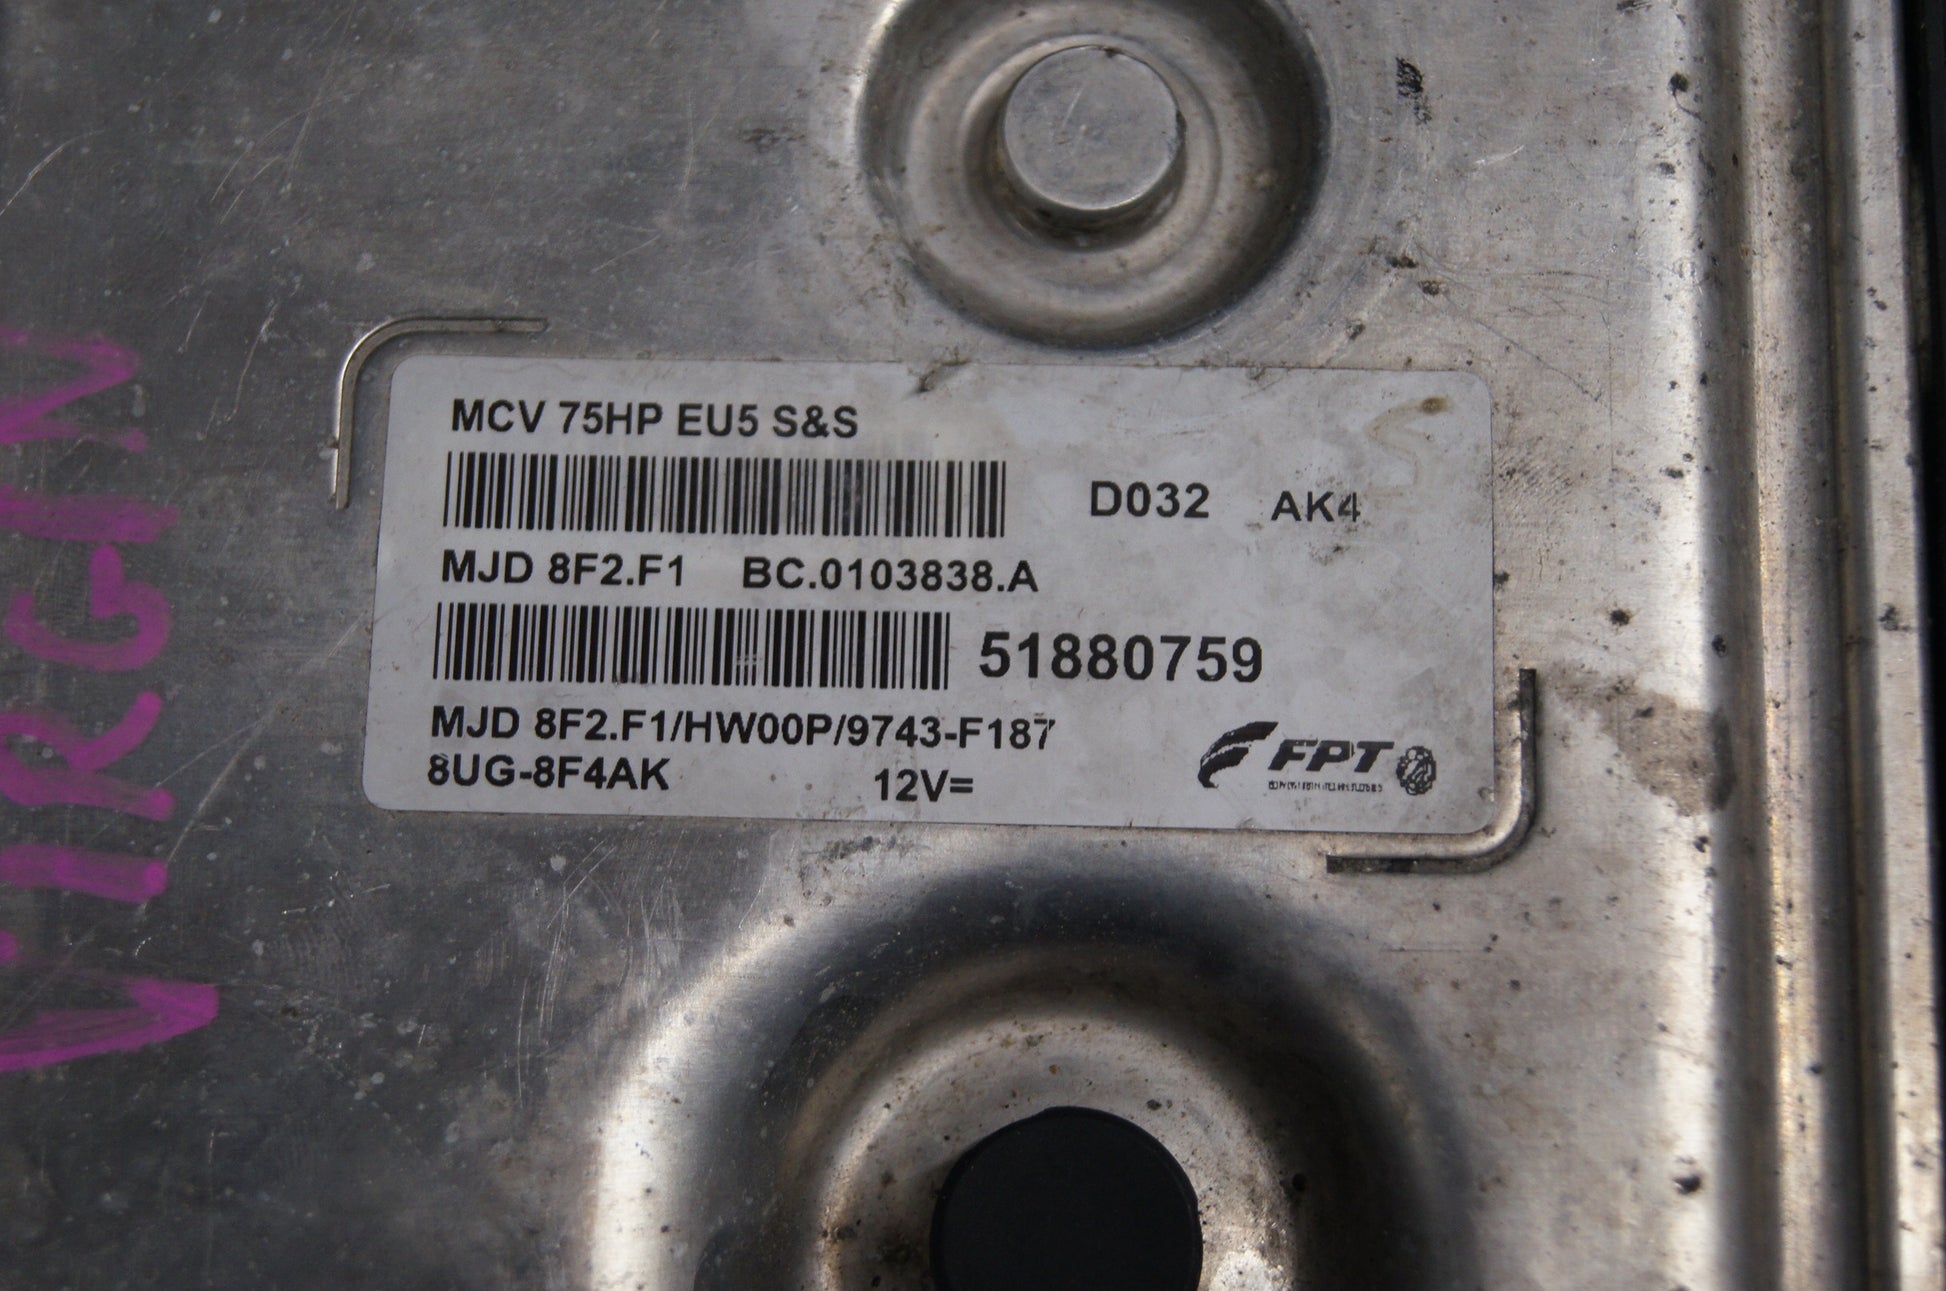 MCV 75HP EU5 S&S
D032 AK4
MJD 8F2.F1 BC.0103838.A
51880759
MJD 8F2.F1/HW00P/9743-F187
8UG-8F4AK 12V=
FPT
VIRGIN